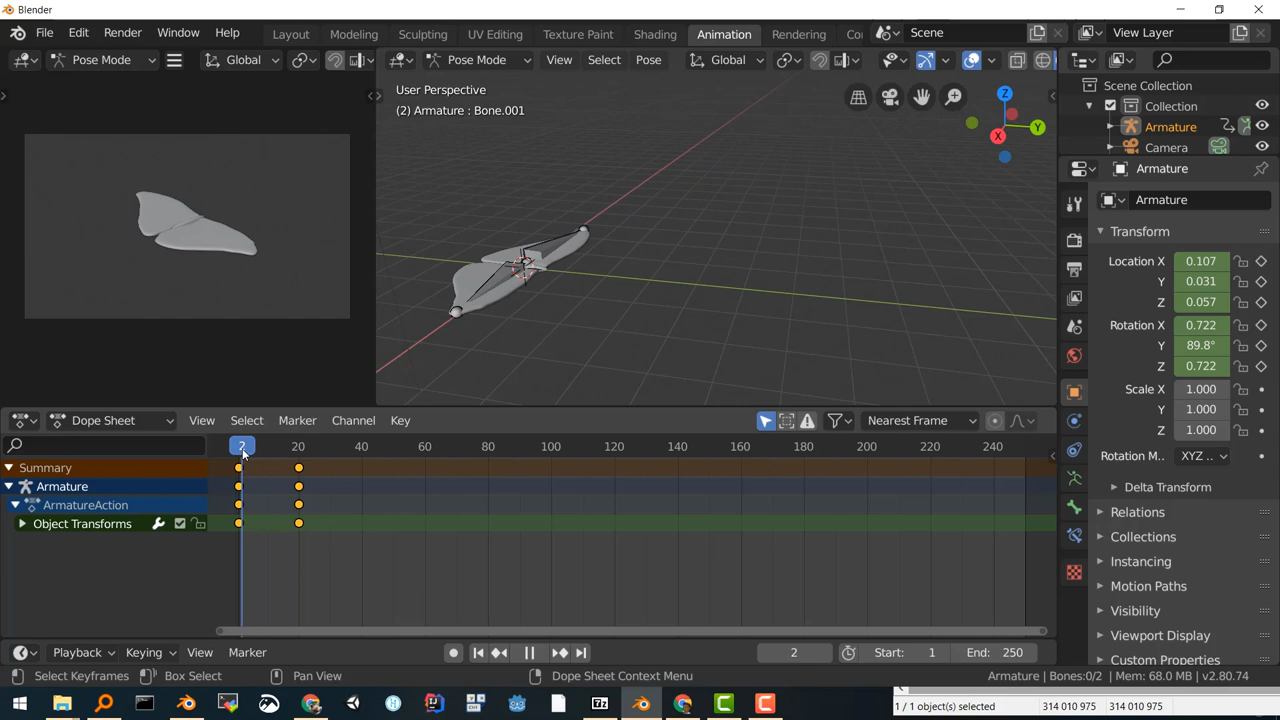 Blender
File Edit Render Window Help Layout Modeling Sculpting UV Editing Texture Paint Shading Animation Rendering Co Scene View Layer
Pose Mode Global Pose Mode View Select Pose Global
User Perspective
(2) Armature : Bone.001
Z
Y
X
Scene Collection
Collection
Armature
Camera
Armature
Armature
Transform
Location X 0.107
Y 0.031
Z 0.057
Rotation X 0.722
Y 89.8°
Z 0.722
Scale X 1.000
Y 1.000
Z 1.000
Rotation M.. XYZ ..
Delta Transform
Relations
Collections
Instancing
Motion Paths
Visibility
Viewport Display
Custom Properties
Dope Sheet View Select Marker Channel Key Nearest Frame
2 20 40 60 80 100 120 140 160 180 200 220 240
Summary
Armature
ArmatureAction
Object Transforms
Playback Keying View Marker 2 Start: 1 End: 250
Select Keyframes Box Select Pan View Dope Sheet Context Menu Armature | Bones:0/2 | Mem: 68.0 MB | v2.80.74
1 / 1 object(s) selected 314 010 975 314 010 975